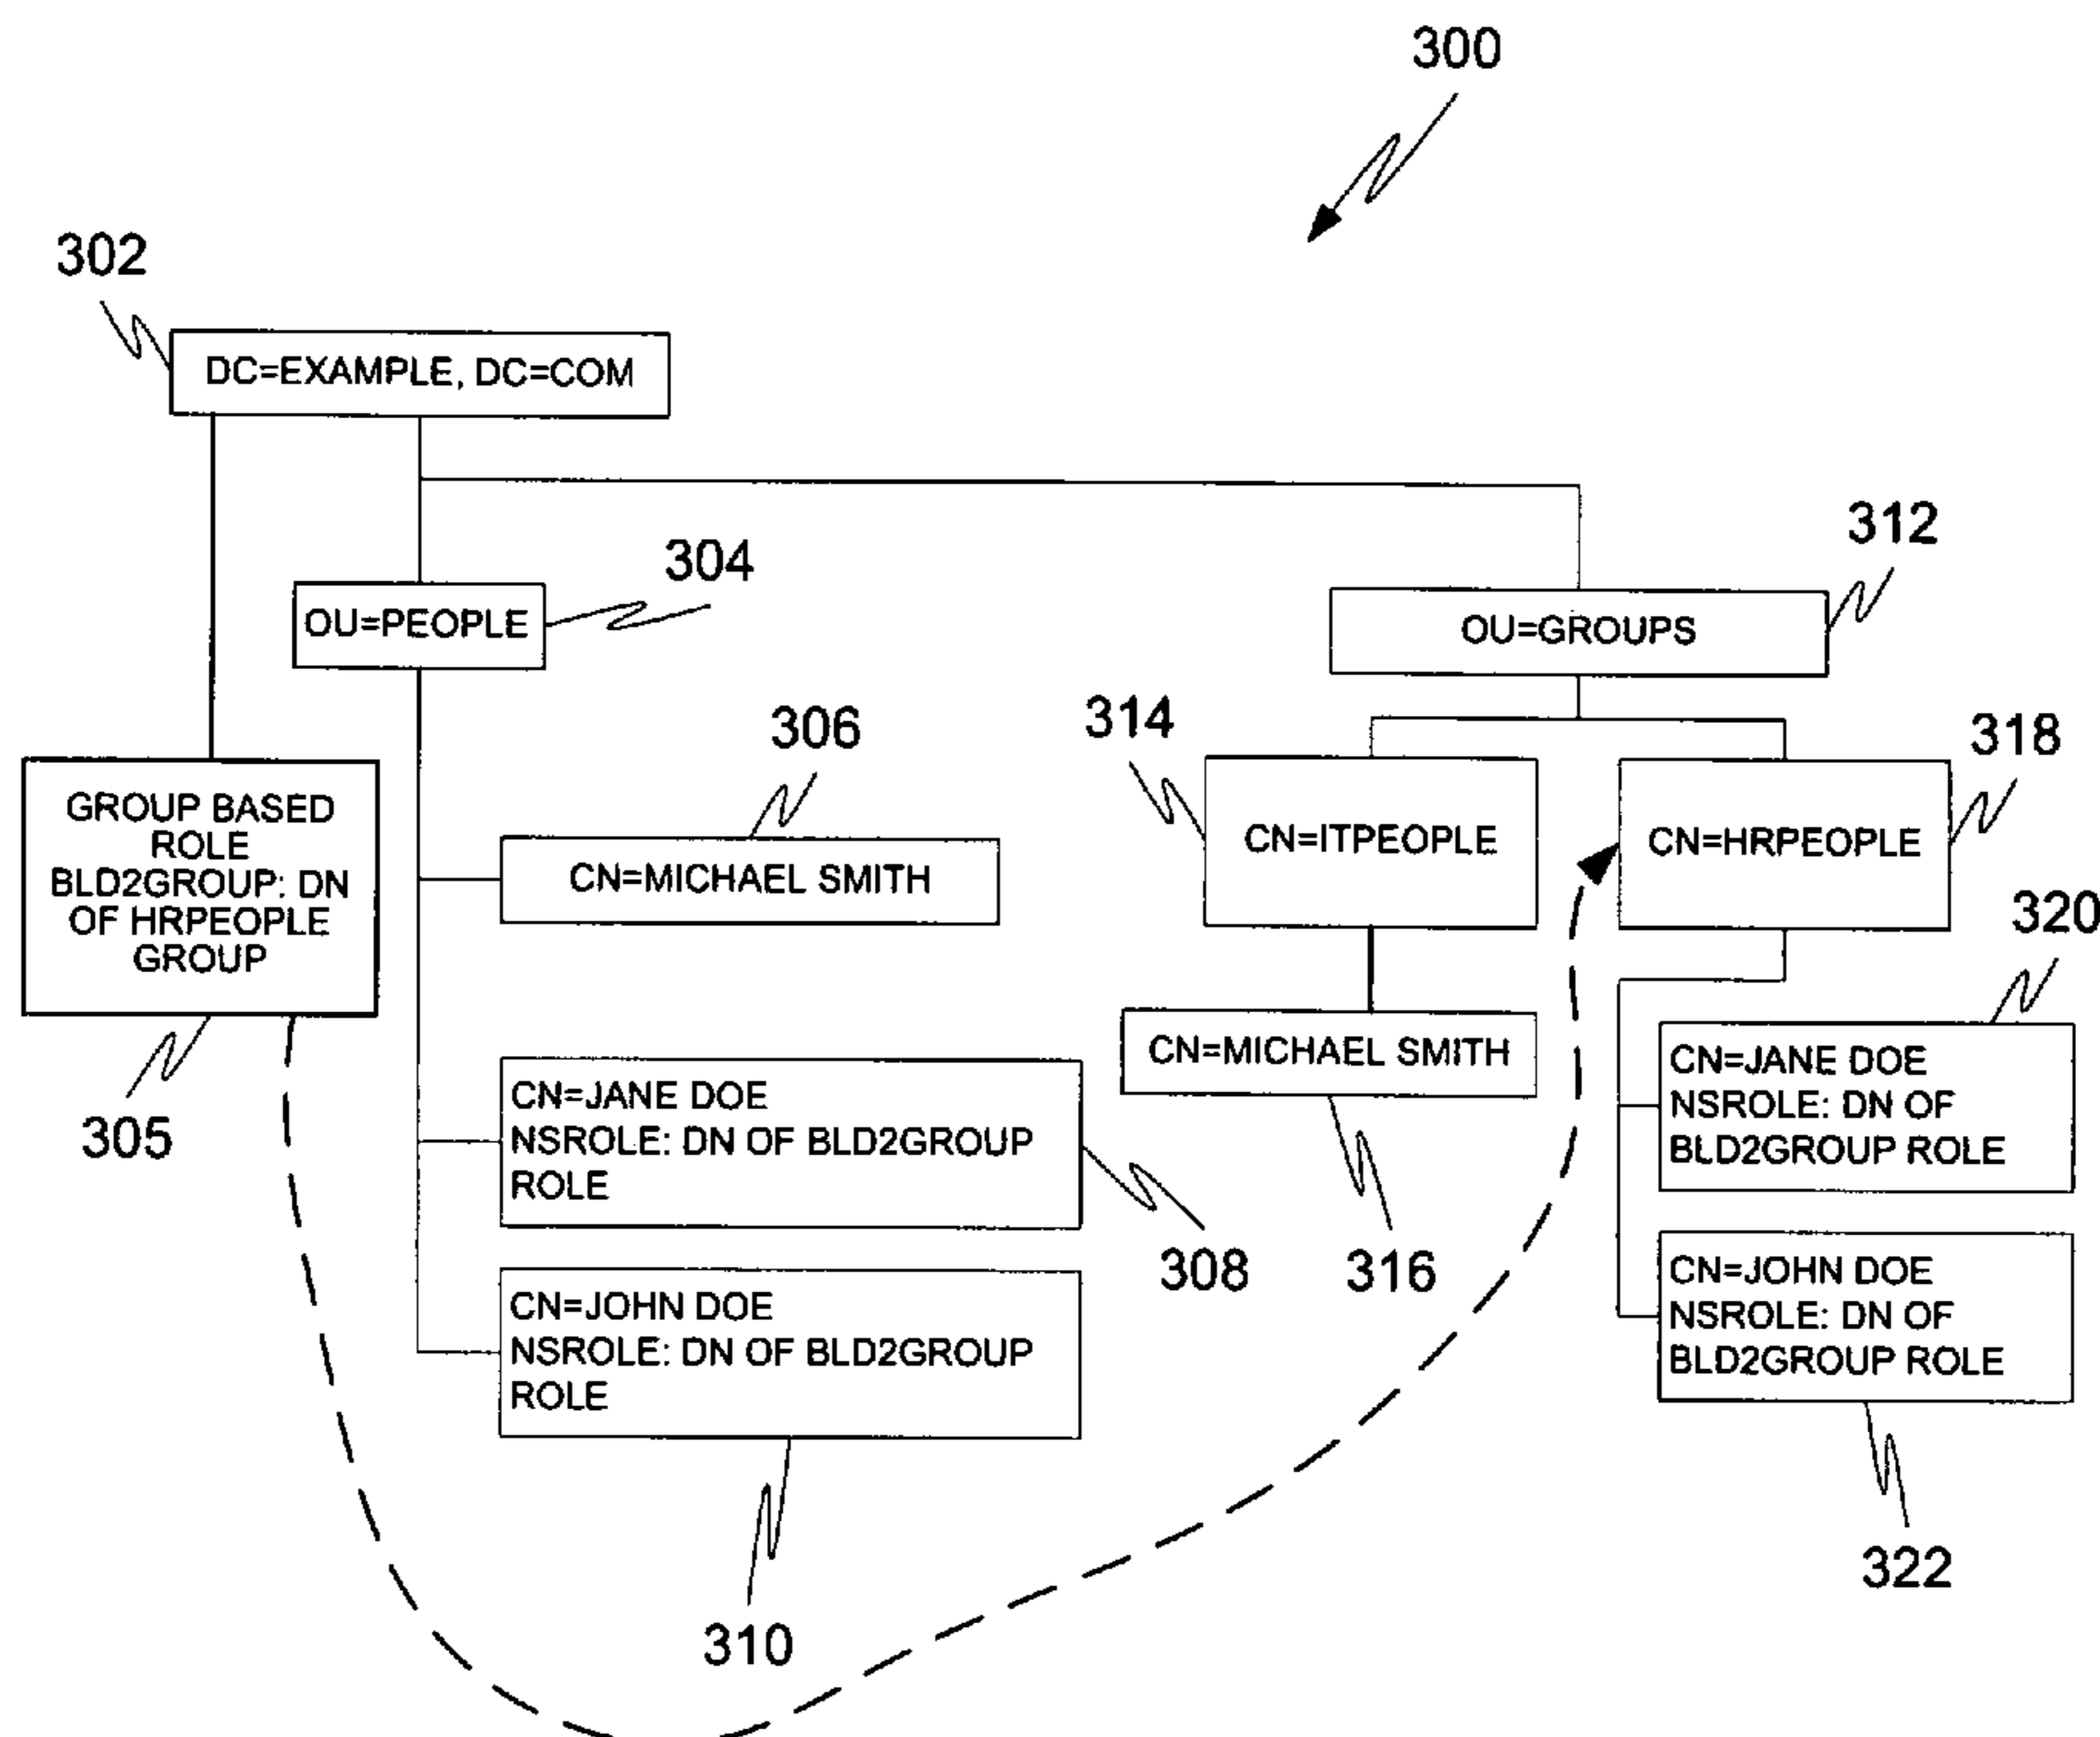 300
302
DC=EXAMPLE, DC=COM
312
304
OU=PEOPLE
OU=GROUPS
314
306
318
GROUP BASED
ROLE
BLD2GROUP: DN
OF HRPEOPLE
GROUP
CN=MICHAEL SMITH
CN=ITPEOPLE
CN=HRPEOPLE
320
305
CN=JANE DOE
NSROLE: DN OF BLD2GROUP
ROLE
308
CN=MICHAEL SMITH
316
CN=JANE DOE
NSROLE: DN OF
BLD2GROUP ROLE
CN=JOHN DOE
NSROLE: DN OF BLD2GROUP
ROLE
310
CN=JOHN DOE
NSROLE: DN OF
BLD2GROUP ROLE
322